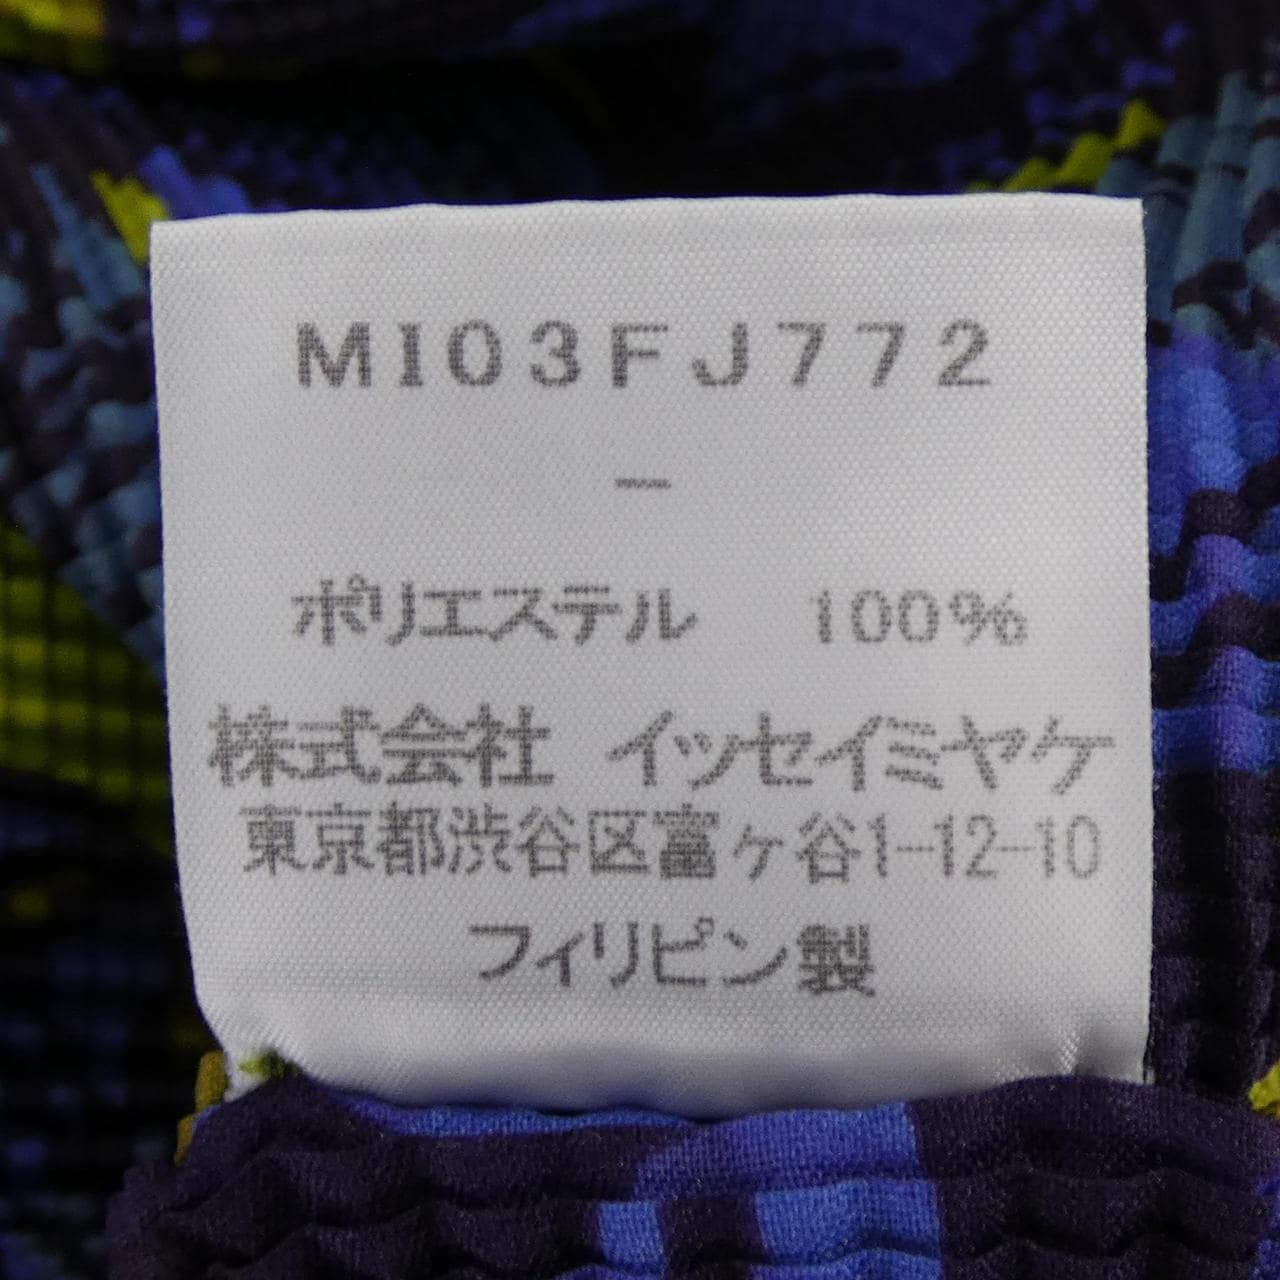 MI03FJ772
—
ポリエステル 100%
株式会社 イッセイミヤケ
東京都渋谷区富ヶ谷1-12-10
フィリピン製